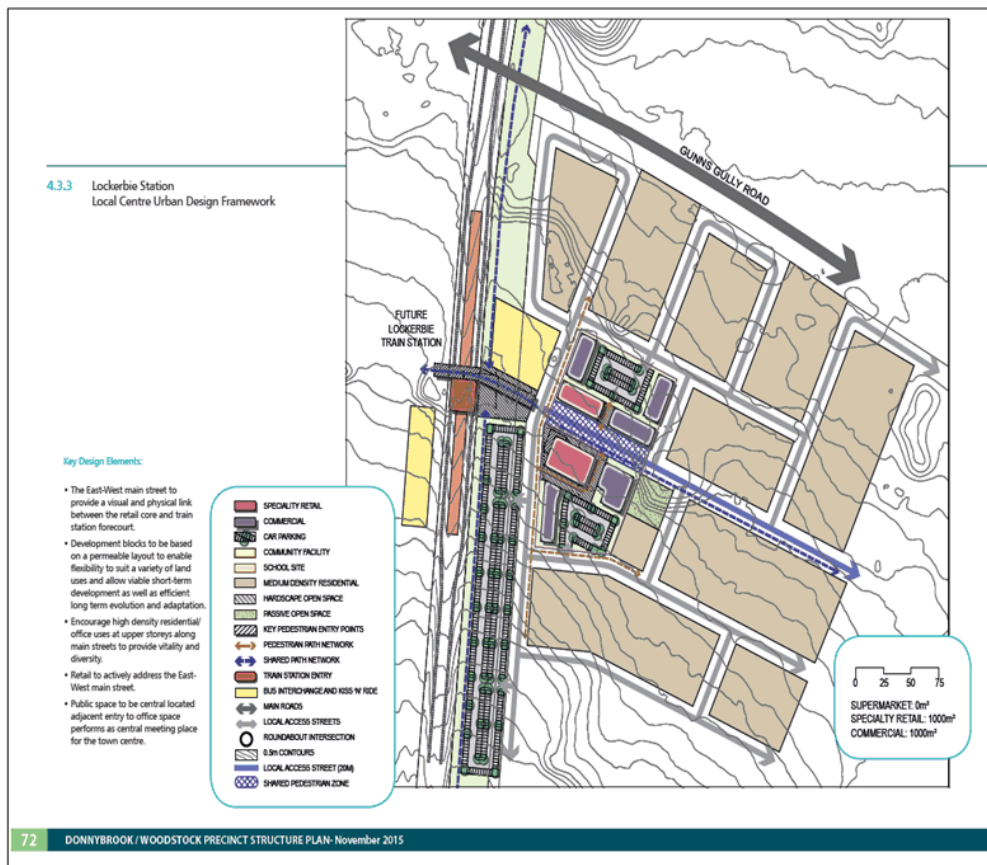 4.3.3 Lockerbie Station
Local Centre Urban Design Framework
GUNNS GULLY ROAD
FUTURE
LOCKERBIE
TRAIN STATION
Key Design Elements:
• The East-West main street to
provide a visual and physical link
between the retail core and train
station forecourt.
• Development blocks to be based
on a permeable layout to enable
flexibility to suit a variety of land
uses and allow viable short-term
development as well as efficient
long term evolution and adaptation.
• Encourage high density residential/
office uses at upper storeys along
main streets to provide vitality and
diversity.
• Retail to actively address the East-
West main street.
• Public space to be central located
adjacent entry to office space
performs as central meeting place
for the town centre.
SPECIALITY RETAIL
COMMERCIAL
CAR PARKING
COMMUNITY FACILITY
SCHOOL SITE
MEDIUM DENSITY RESIDENTIAL
HARDSCAPE OPEN SPACE
PASSIVE OPEN SPACE
KEY PEDESTRIAN ENTRY POINTS
PEDESTRIAN PATH NETWORK
SHARED PATH NETWORK
TRAIN STATION ENTRY
BUS INTERCHANGE AND KISS 'N' RIDE
MAIN ROADS
LOCAL ACCESS STREETS
ROUNDABOUT INTERSECTION
0.5m CONTOURS
LOCAL ACCESS STREET (20M)
SHARED PEDESTRIAN ZONE
0 25 50 75
SUPERMARKET: 0m²
SPECIALTY RETAIL: 1000m²
COMMERCIAL: 1000m²
72 DONNYBROOK / WOODSTOCK PRECINCT STRUCTURE PLAN- November 2015